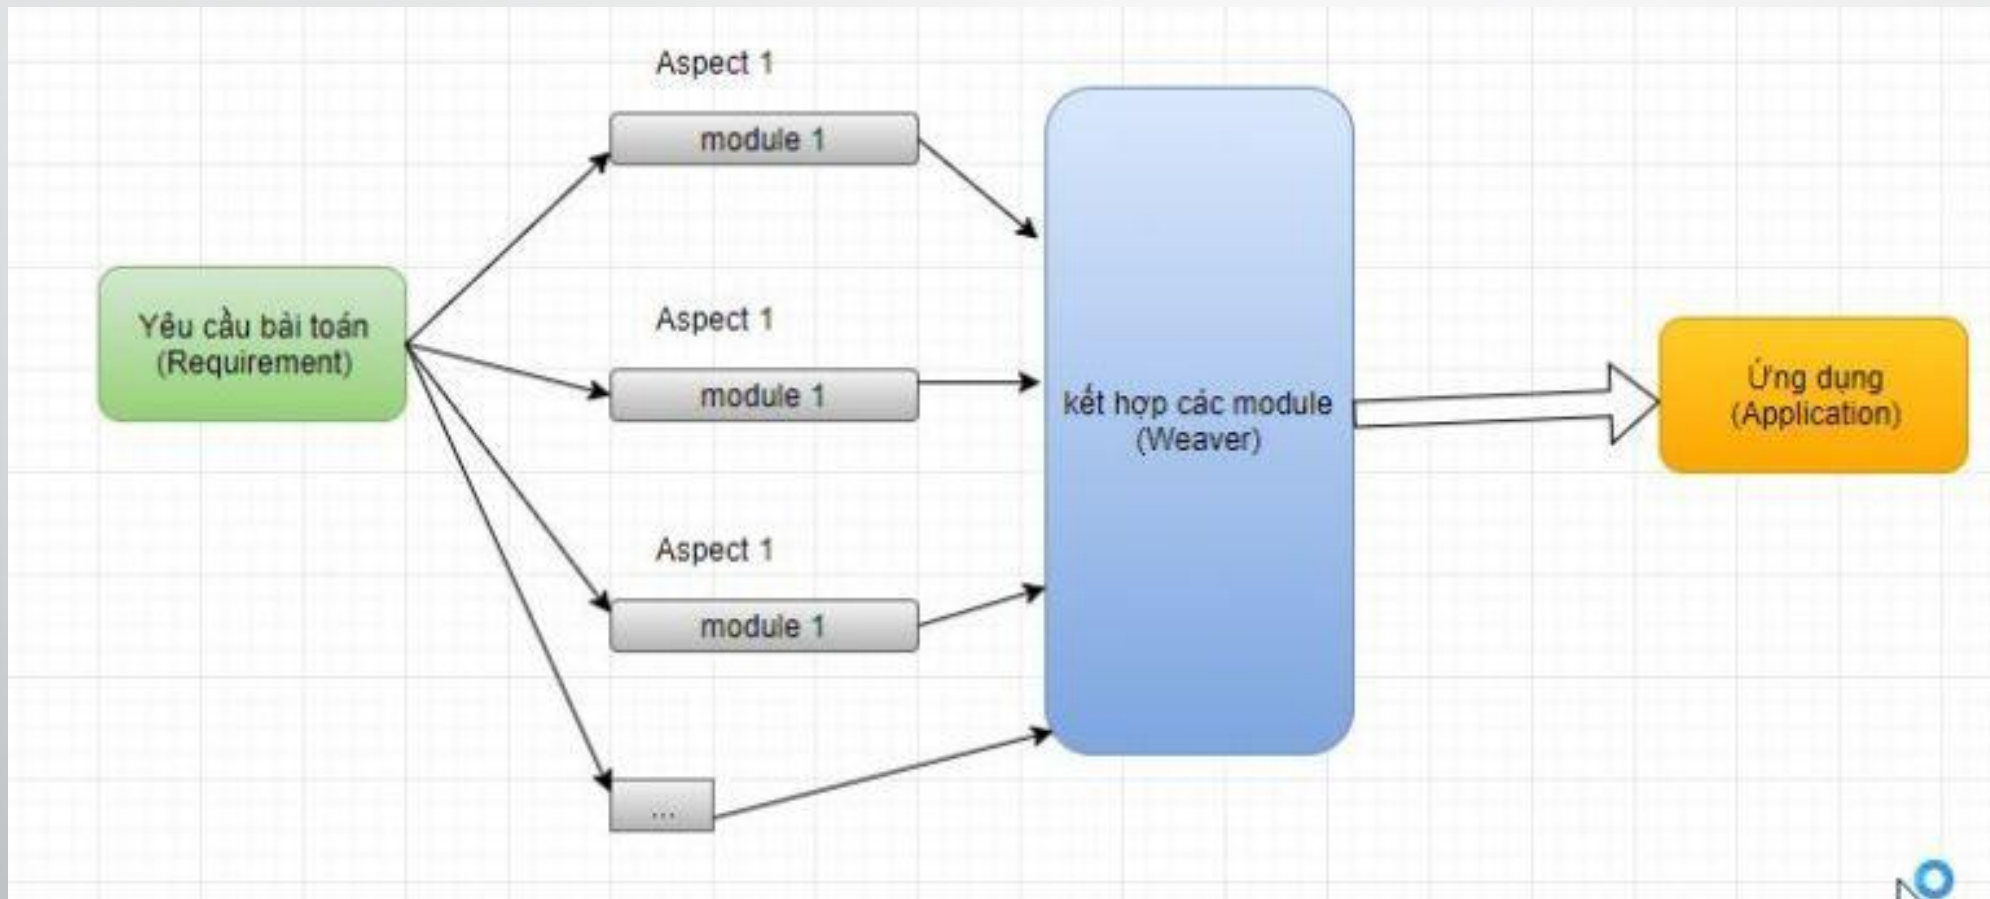 Aspect 1
module 1
Yêu cầu bài toán
(Requirement)
Aspect 1
module 1
Aspect 1
module 1
...
kết hợp các module
(Weaver)
Ứng dụng
(Application)